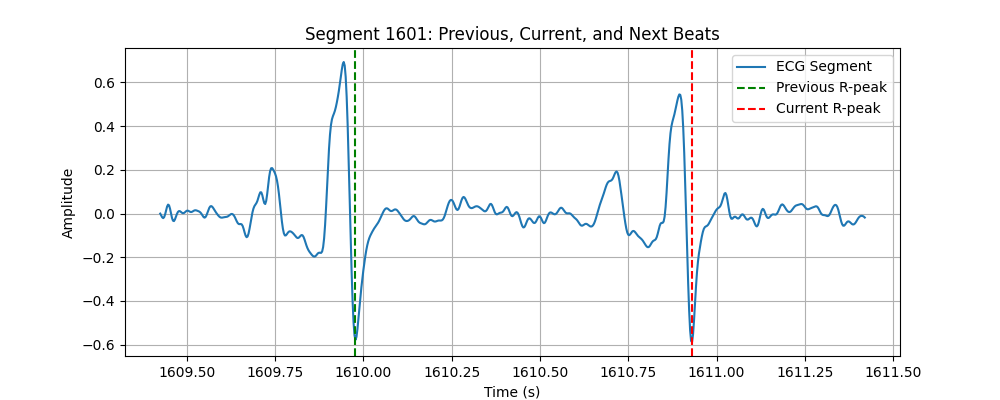 Segment 1601: Previous, Current, and Next Beats
ECG Segment
Previous R-peak
Current R-peak
Amplitude
0.6
0.4
0.2
0.0
−0.2
−0.4
−0.6
1609.50 1609.75 1610.00 1610.25 1610.50 1610.75 1611.00 1611.25 1611.50
Time (s)